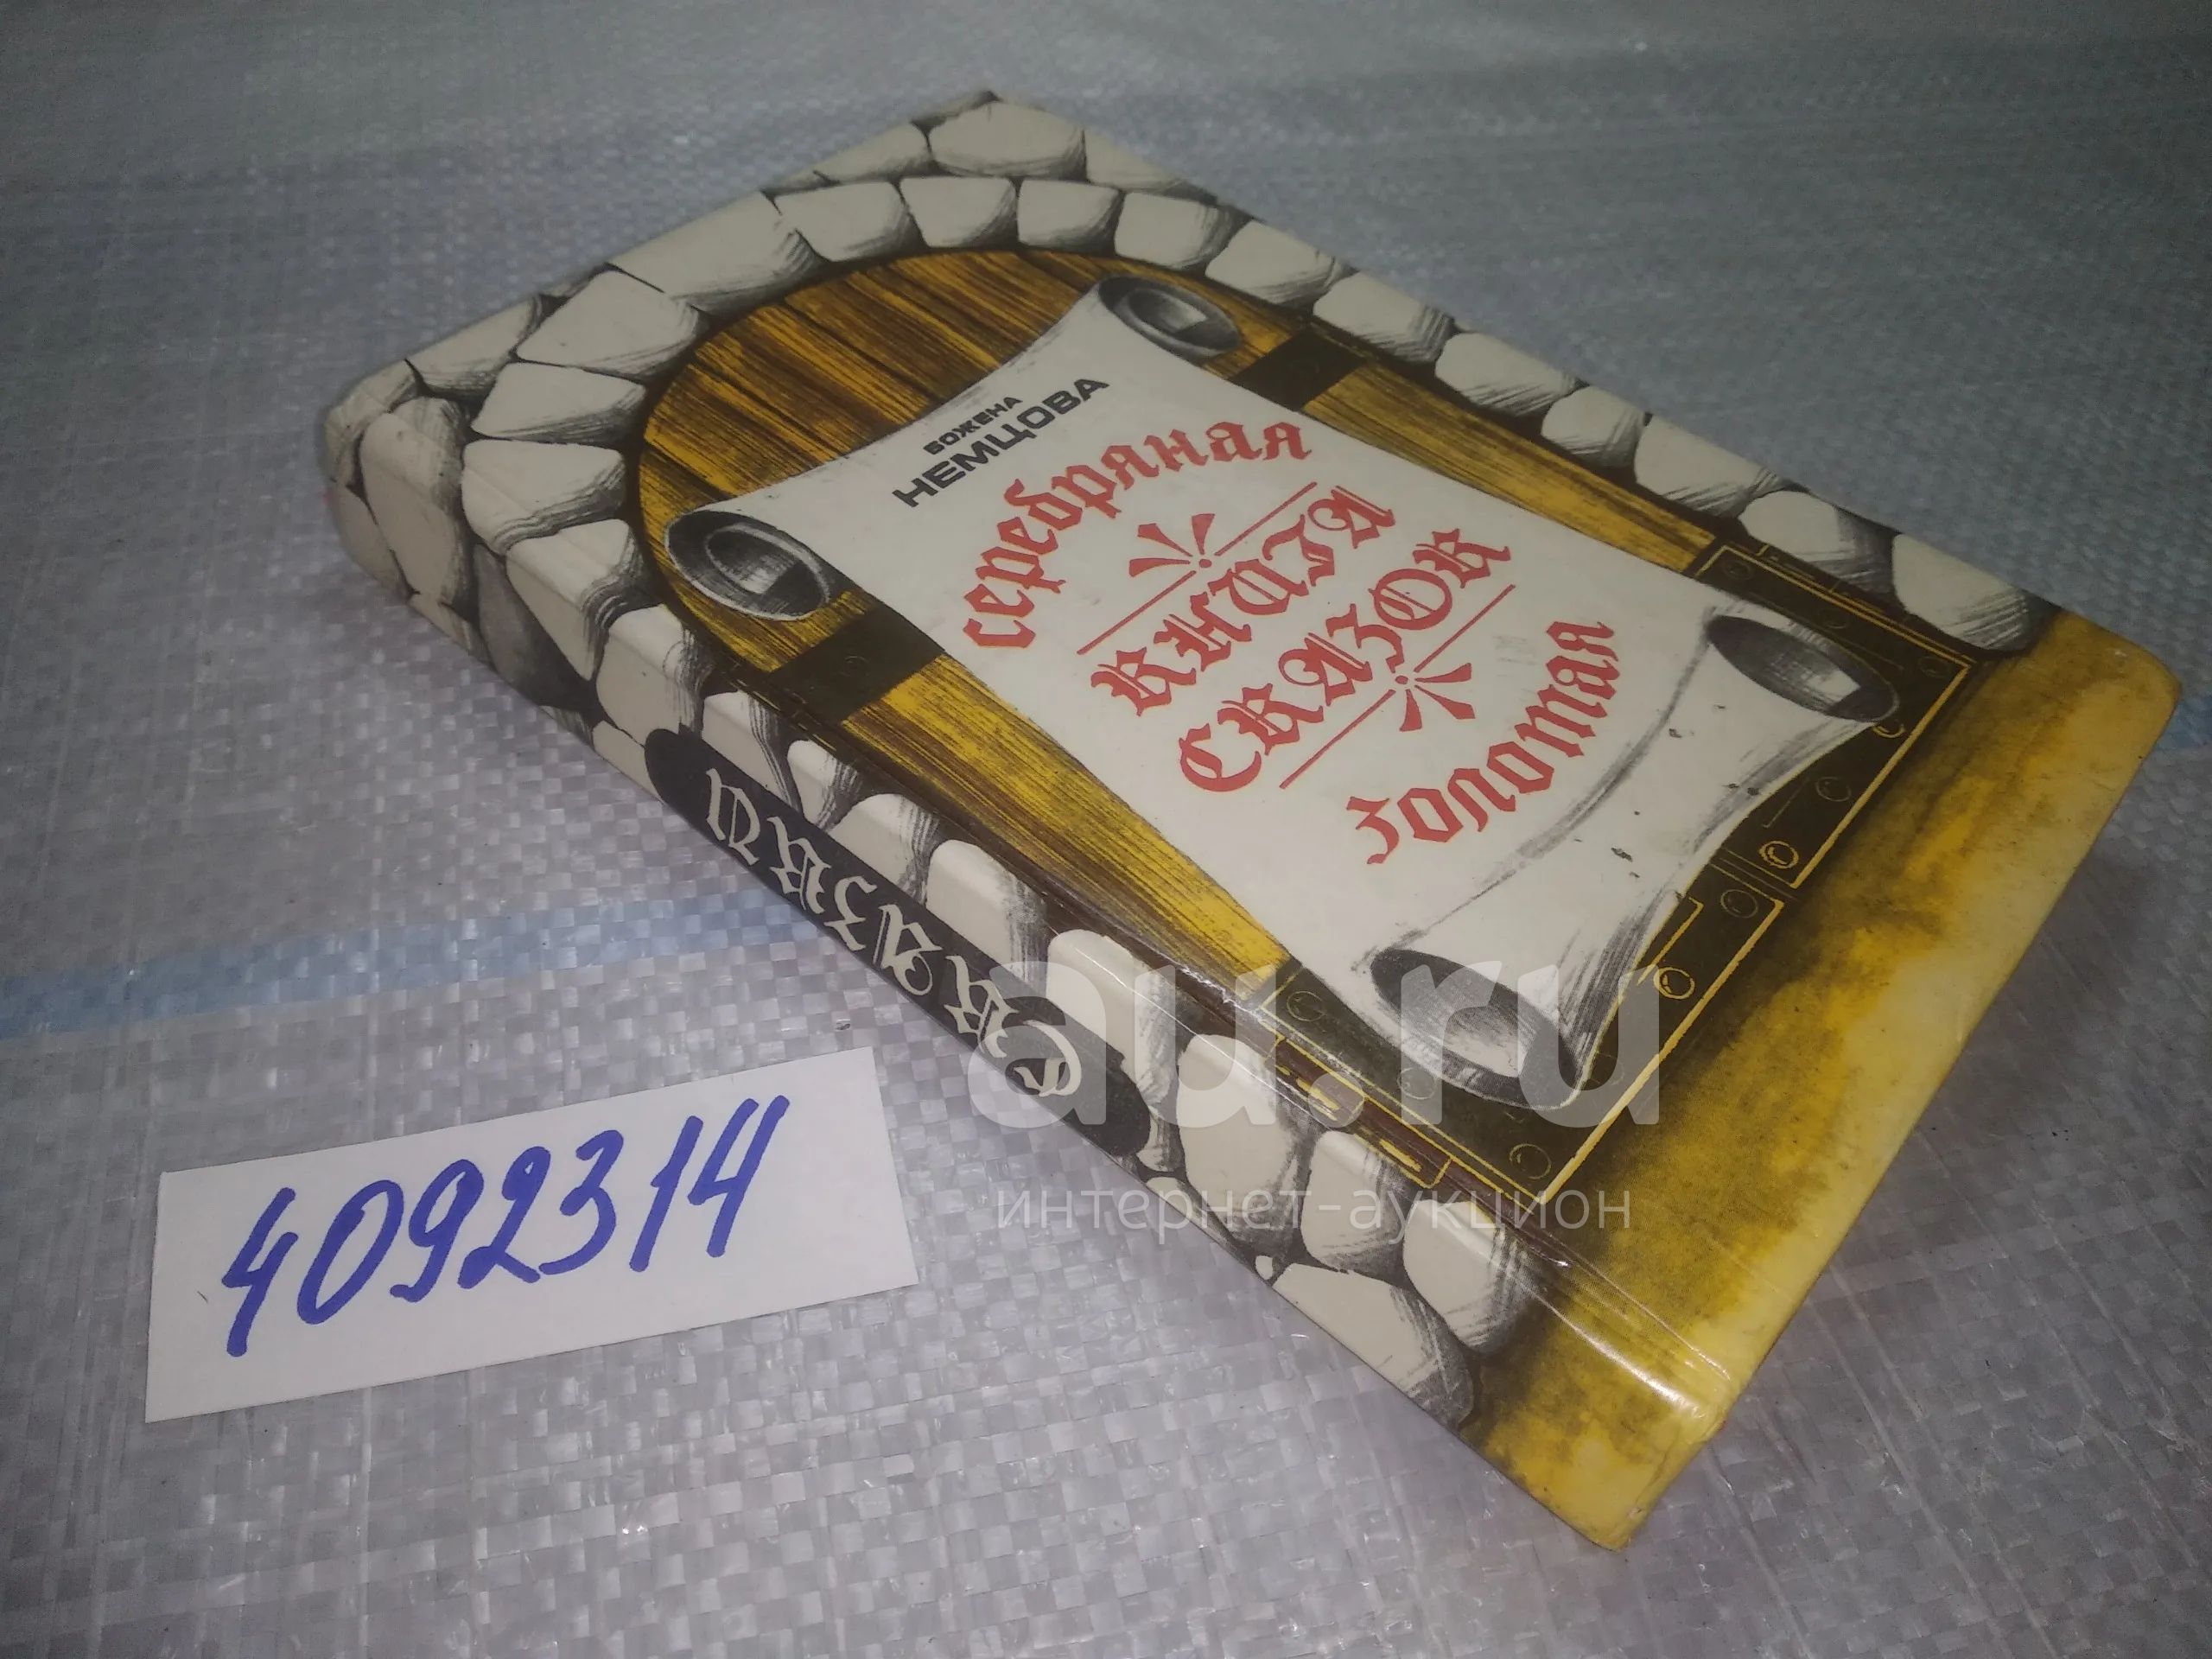 БОЖЕНА
НЕМЦОВА
серебряная
КНИГА
СКАЗОК
золотая
СКАЗКИ
4092314
au.ru
интернет-аукцион